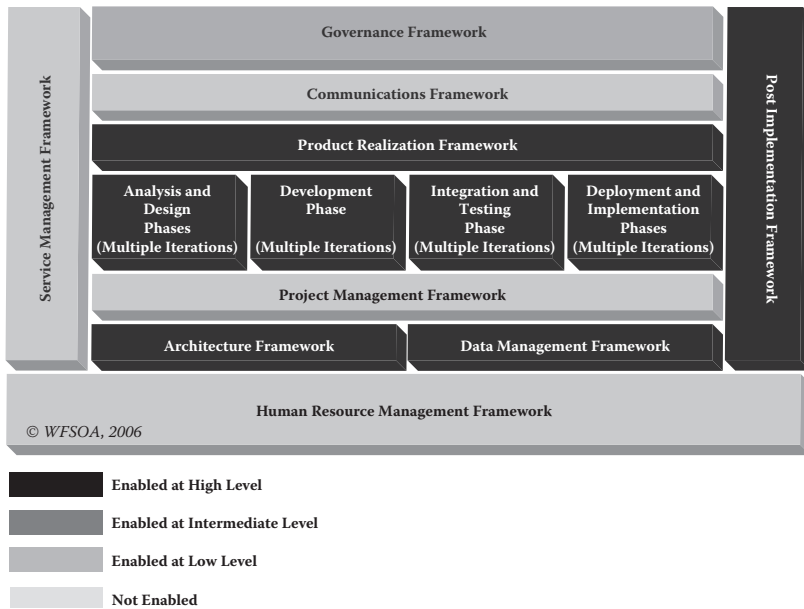 Governance Framework
Communications Framework
Product Realization Framework
Service Management Framework
Post Implementation Framework
Analysis and
Design
Phases
(Multiple Iterations)
Development
Phase
(Multiple Iterations)
Integration and
Testing
Phase
(Multiple Iterations)
Deployment and
Implementation
Phases
(Multiple Iterations)
Project Management Framework
Architecture Framework
Data Management Framework
Human Resource Management Framework
© WFSOA, 2006
Enabled at High Level
Enabled at Intermediate Level
Enabled at Low Level
Not Enabled